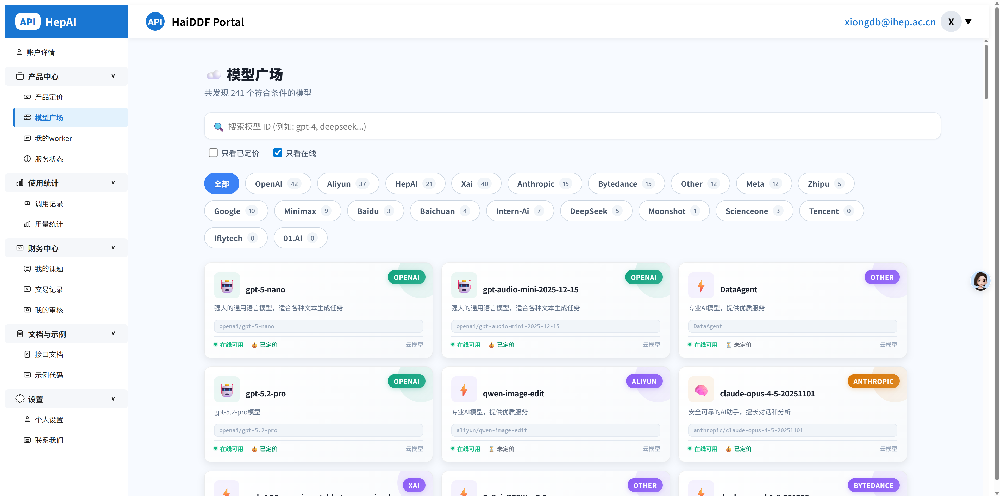 API HepAI
API HaiDDF Portal
xiongdb@ihep.ac.cn X ▼
账户详情
产品中心
产品定价
模型广场
我的worker
服务状态
使用统计
调用记录
用量统计
财务中心
我的课题
交易记录
我的审核
文档与示例
接口文档
示例代码
设置
个人设置
联系我们
模型广场
共发现 241 个符合条件的模型
搜索模型 ID (例如: gpt-4, deepseek...)
只看已定价 只看在线
全部 OpenAI 42 Aliyun 37 HepAI 21 Xai 40 Anthropic 15 Bytedance 15 Other 12 Meta 12 Zhipu 5
Google 10 Minimax 9 Baidu 3 Baichuan 4 Intern-Ai 7 DeepSeek 5 Moonshot 1 Scienceone 3 Tencent 0
Iflytech 0 01.AI 0
OPENAI
gpt-5-nano
强大的通用语言模型，适合各种文本生成任务
openai/gpt-5-nano
在线可用 已定价 云模型
OPENAI
gpt-audio-mini-2025-12-15
强大的通用语言模型，适合各种文本生成任务
openai/gpt-audio-mini-2025-12-15
在线可用 已定价 云模型
OTHER
DataAgent
专业AI模型，提供优质服务
DataAgent
在线可用 未定价 云模型
OPENAI
gpt-5.2-pro
gpt-5.2-pro模型
openai/gpt-5.2-pro
在线可用 已定价 云模型
ALIYUN
qwen-image-edit
专业AI模型，提供优质服务
aliyun/qwen-image-edit
在线可用 未定价 云模型
ANTHROPIC
claude-opus-4-5-20251101
安全可靠的AI助手，擅长对话和分析
anthropic/claude-opus-4-5-20251101
在线可用 已定价 云模型
XAI
OTHER
BYTEDANCE